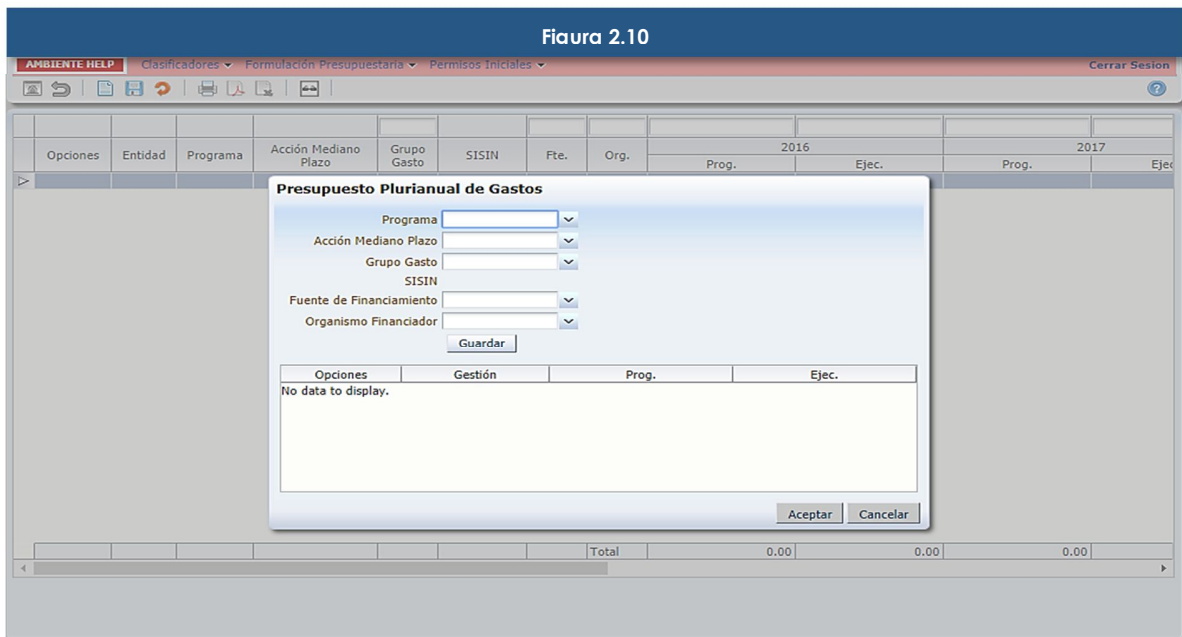 Fiaura 2.10
AMBIENTE HELP Clasificadores Formulación Presupuestaria Permisos Iniciales Cerrar Sesion
Opciones Entidad Programa Acción Mediano Plazo Grupo Gasto SISIN Fte. Org. 2016 2017
Prog. Ejec. Prog. Ejec
Presupuesto Plurianual de Gastos
Programa
Acción Mediano Plazo
Grupo Gasto
SISIN
Fuente de Financiamiento
Organismo Financiador
Guardar
Opciones Gestión Prog. Ejec.
No data to display.
Aceptar Cancelar
Total 0.00 0.00 0.00